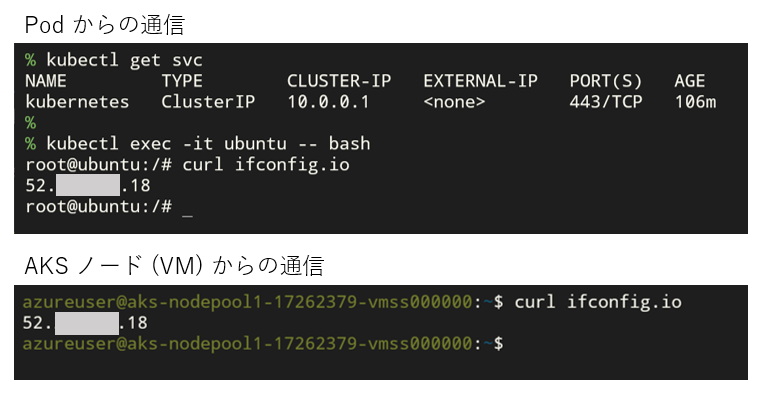 Pod からの通信
% kubectl get svc
NAME TYPE CLUSTER-IP EXTERNAL-IP PORT(S) AGE
kubernetes ClusterIP 10.0.0.1 <none> 443/TCP 106m
%
% kubectl exec -it ubuntu -- bash
root@ubuntu:/# curl ifconfig.io
52. .18
root@ubuntu:/# _
AKS ノード (VM) からの通信
azureuser@aks-nodepool1-17262379-vmss000000:~$ curl ifconfig.io
52. .18
azureuser@aks-nodepool1-17262379-vmss000000:~$